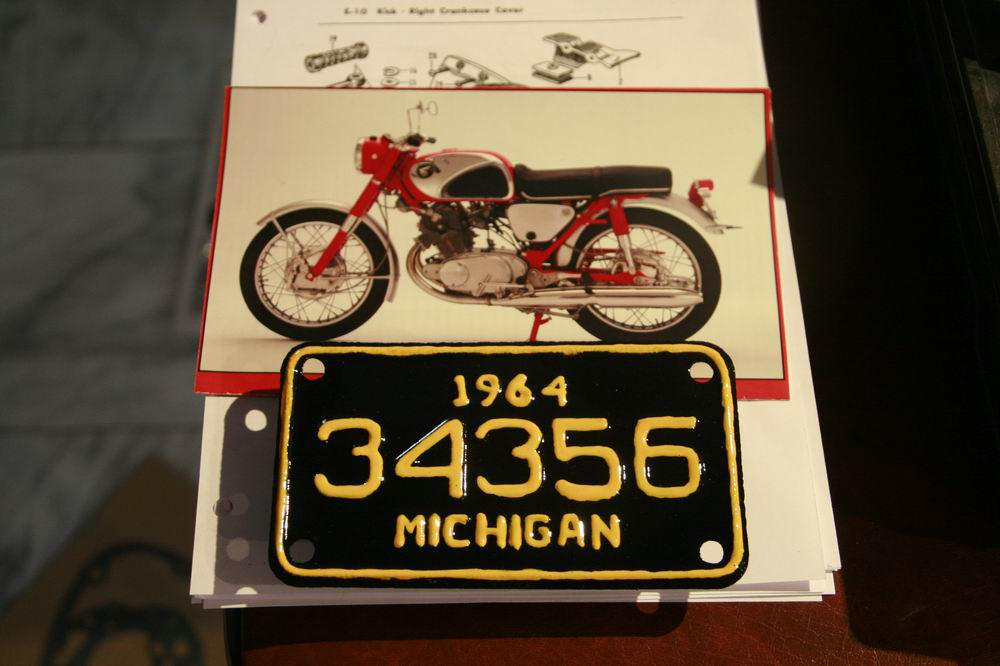 E-10 Kick - Right Crankcase Cover
1964
34356
MICHIGAN